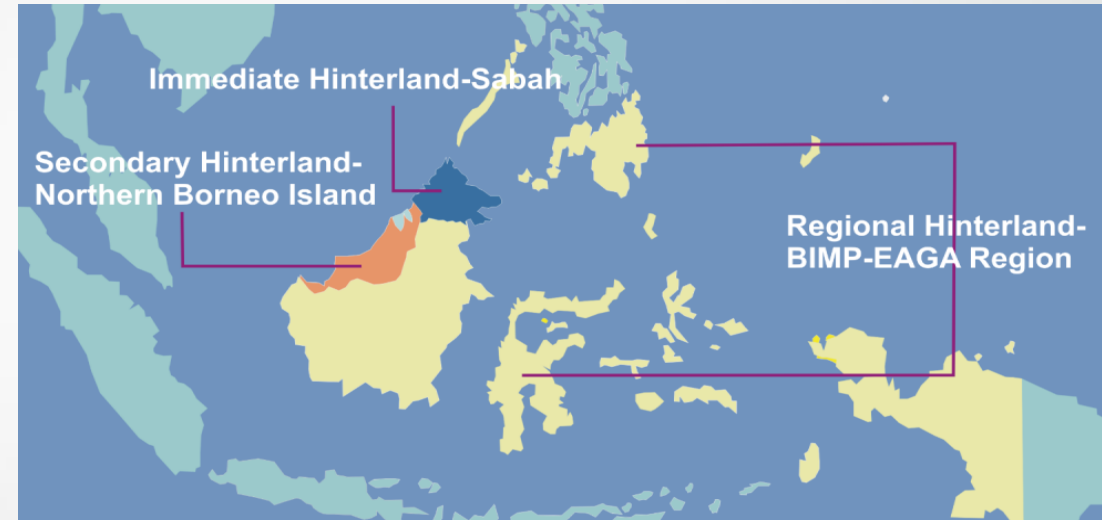 Immediate Hinterland-Sabah
Secondary Hinterland-
Northern Borneo Island
Regional Hinterland-
BIMP-EAGA Region